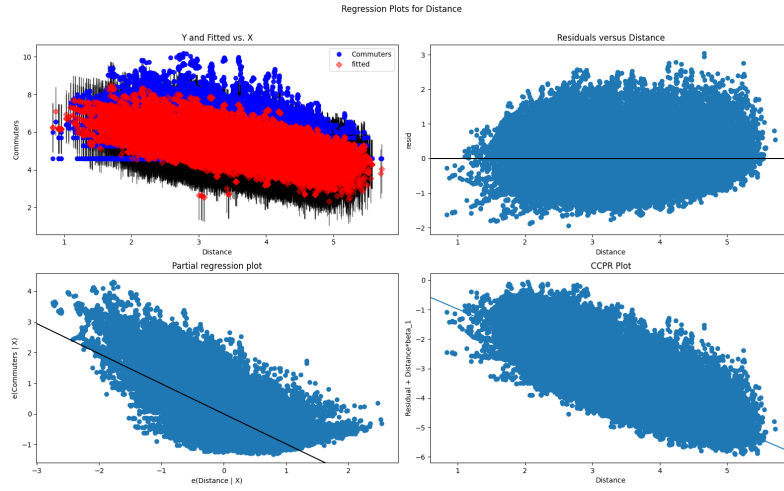 Regression Plots for Distance
Y and Fitted vs. X
Commuters
fitted
10
8
6
4
2
Commuters
1 2 3 4 5
Distance
Residuals versus Distance
3
2
1
0
−1
−2
resid
1 2 3 4 5
Distance
Partial regression plot
4
3
2
1
0
−1
e(Commuters | X)
−3 −2 −1 0 1 2
e(Distance | X)
CCPR Plot
0
−1
−2
−3
−4
−5
−6
Residual + Distance*beta_1
1 2 3 4 5
Distance